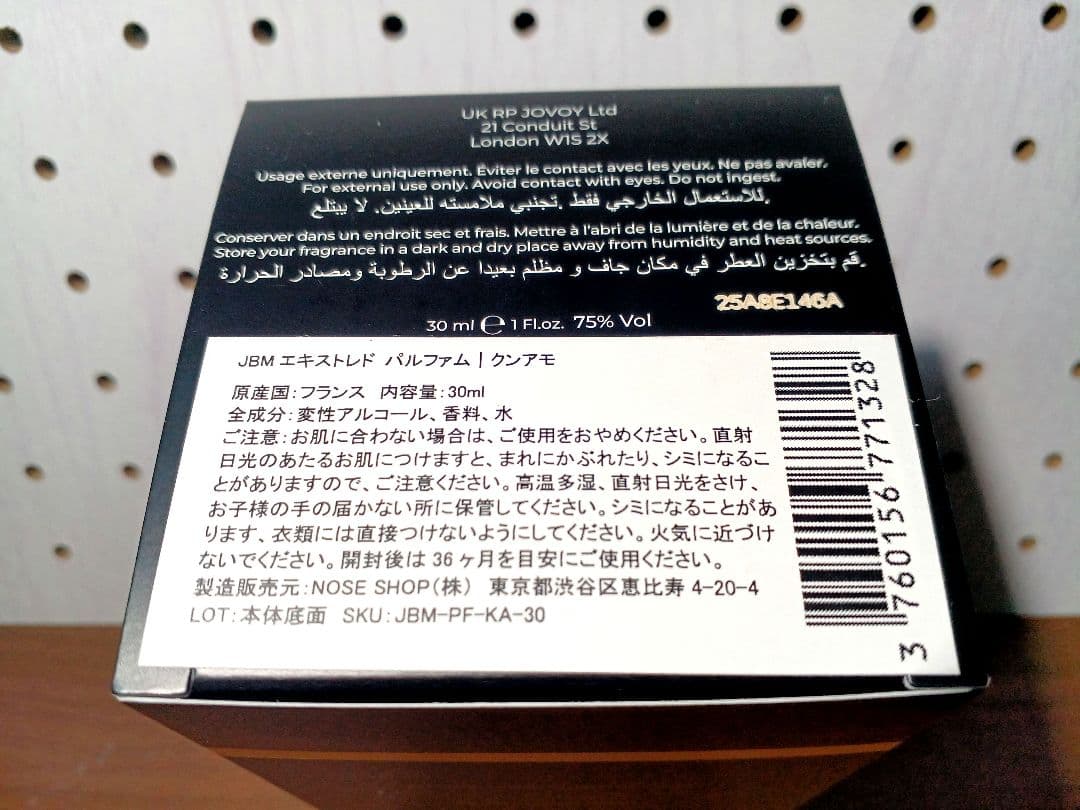 UK RP JOVOY Ltd
21 Conduit St
London W1S 2X
Usage externe uniquement. Éviter le contact avec les yeux. Ne pas avaler.
For external use only. Avoid contact with eyes. Do not ingest.
للاستعمال الخارجي فقط. تجنبي ملامسته للعينين. لا يبتلع.
Conserver dans un endroit sec et frais. Mettre à l'abri de la lumière et de la chaleur.
Store your fragrance in a dark and dry place away from humidity and heat sources.
قم بتخزين العطر في مكان جاف و مظلم بعيدا عن الرطوبة ومصادر الحرارة.
25A8E146A
30 ml ℮ 1 Fl.oz. 75% Vol
JBM エキストレド パルファム | クンアモ
原産国:フランス 内容量:30ml
全成分:変性アルコール、香料、水
ご注意:お肌に合わない場合は、ご使用をおやめください。直射
日光のあたるお肌につけますと、まれにかぶれたり、シミになるこ
とがありますので、ご注意ください。高温多湿、直射日光をさけ、
お子様の手の届かない所に保管してください。シミになることがあ
ります、衣類には直接つけないようにしてください。火気に近づけ
ないでください。開封後は36ヶ月を目安にご使用ください。
製造販売元:NOSE SHOP(株) 東京都渋谷区恵比寿4-20-4
LOT:本体底面 SKU:JBM-PF-KA-30
3 760156 771328